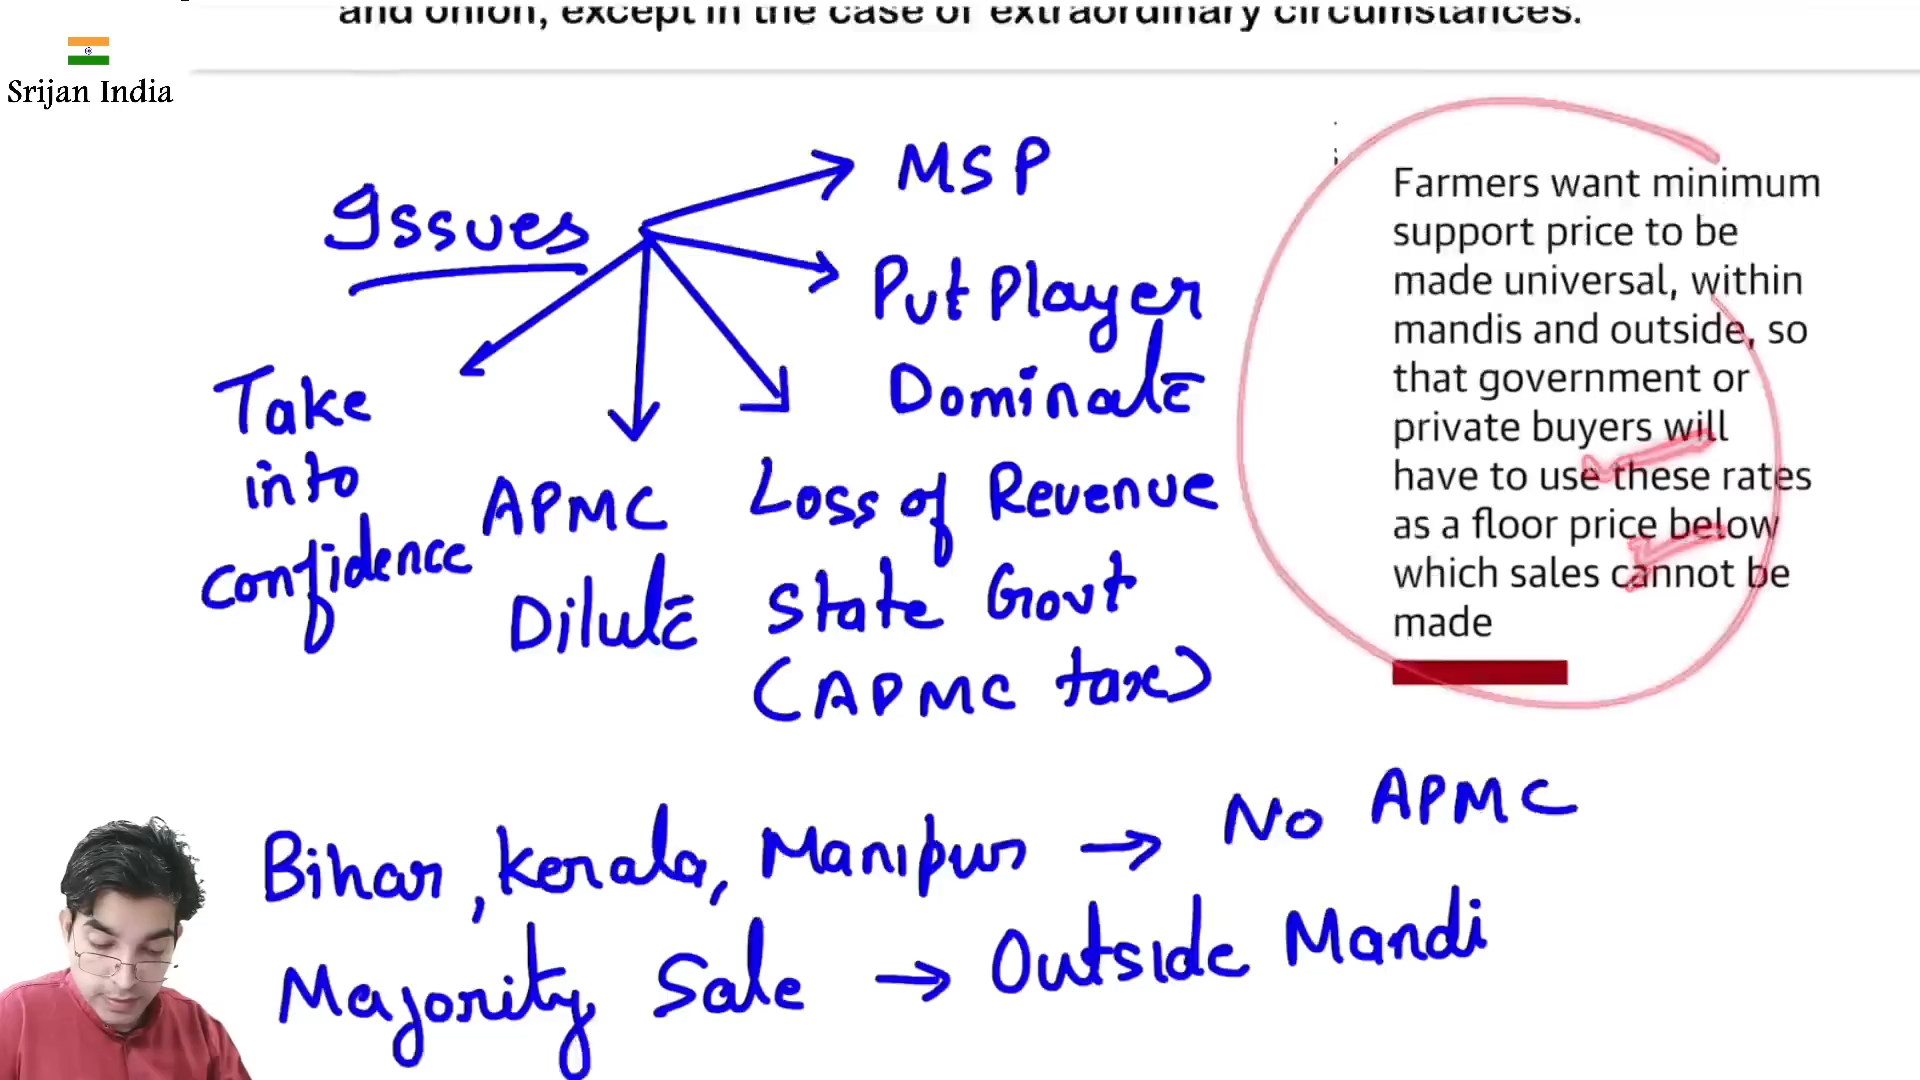 and onion, except in the case of extraordinary circumstances.
Srijan India
Issues
MSP
Put Player
Dominate
Take
into
confidence
APMC
Dilute
Loss of Revenue
State Govt
(APMC tax)
Farmers want minimum
support price to be
made universal, within
mandis and outside, so
that government or
private buyers will
have to use these rates
as a floor price below
which sales cannot be
made
Bihar, Kerala, Manipur → No APMC
Majority Sale → Outside Mandi